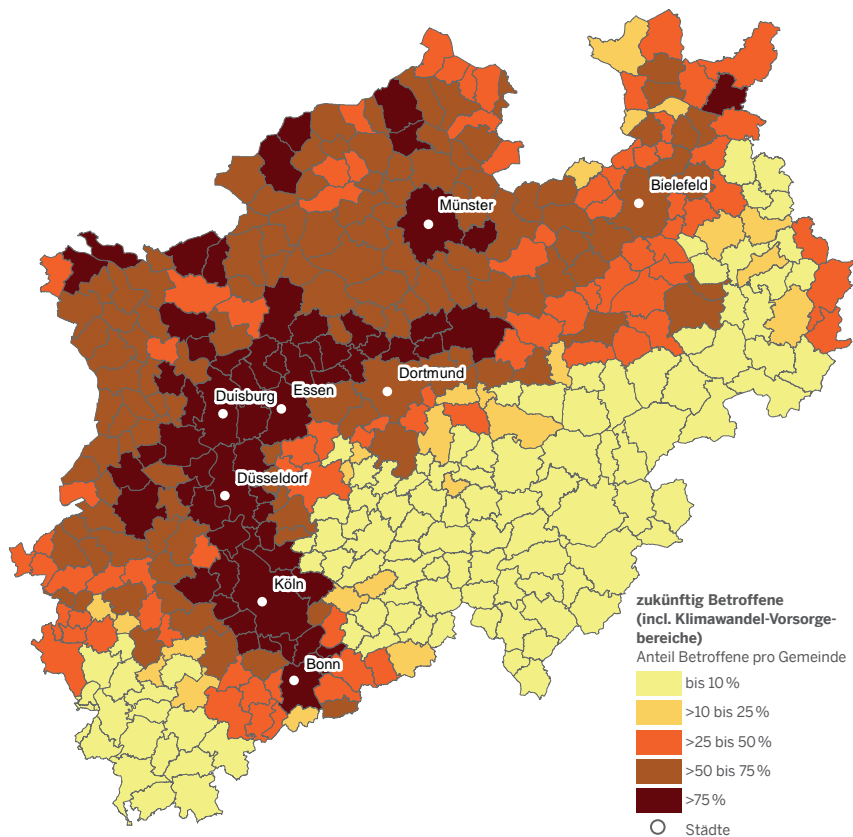 Bielefeld
Münster
Dortmund
Essen
Duisburg
Düsseldorf
Köln
Bonn
zukünftig Betroffene
(incl. Klimawandel-Vorsorge-
bereiche)
Anteil Betroffene pro Gemeinde
bis 10 %
>10 bis 25 %
>25 bis 50 %
>50 bis 75 %
>75 %
Städte